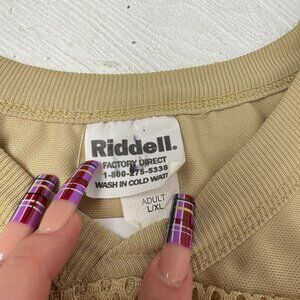 Riddell.
FACTORY DIRECT
1-800-275-5338
WASH IN COLD WATER
ADULT
L/XL